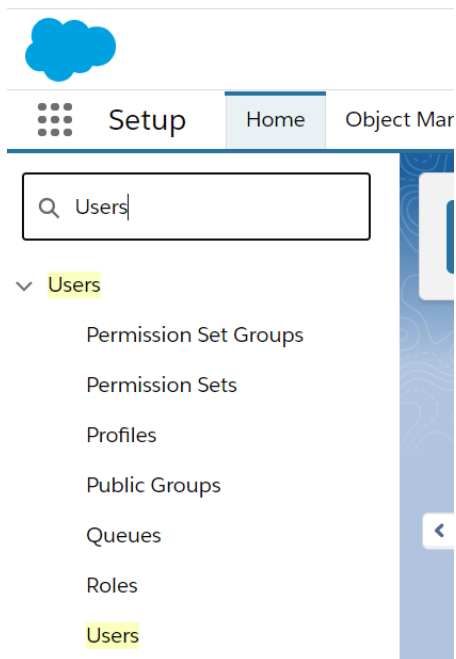 Setup
Home
Object Mar
Users
Users
Permission Set Groups
Permission Sets
Profiles
Public Groups
Queues
Roles
Users